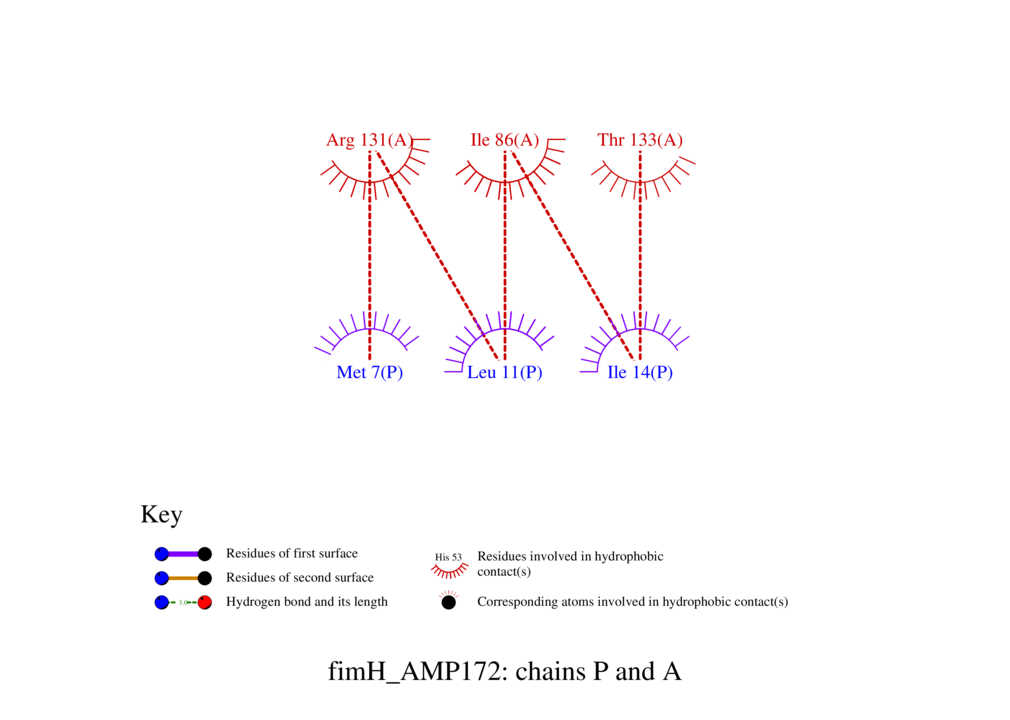 Arg 131(A) Ile 86(A) Thr 133(A)
Met 7(P) Leu 11(P) Ile 14(P)
Key
Residues of first surface
Residues of second surface
3.0 Hydrogen bond and its length
His 53 Residues involved in hydrophobic
contact(s)
Corresponding atoms involved in hydrophobic contact(s)
fimH_AMP172: chains P and A